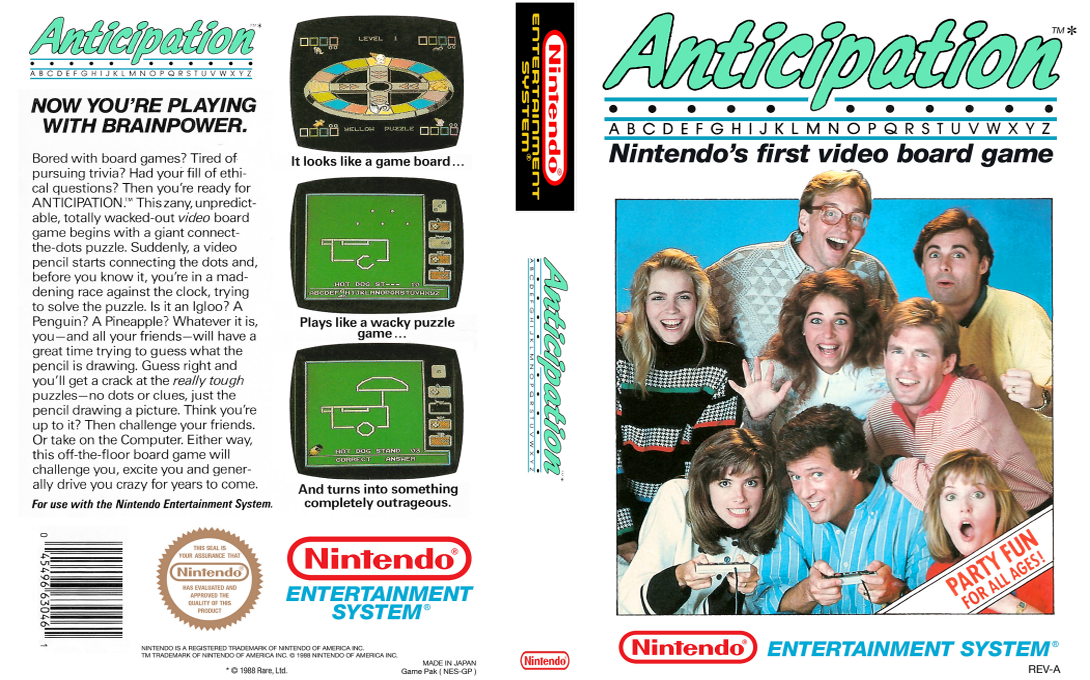 Anticipation™*
A B C D E F G H I J K L M N O P Q R S T U V W X Y Z
NOW YOU'RE PLAYING
WITH BRAINPOWER.
Bored with board games? Tired of
pursuing trivia? Had your fill of ethi-
cal questions? Then you're ready for
ANTICIPATION.™ This zany, unpredict-
able, totally wacked-out video board
game begins with a giant connect-
the-dots puzzle. Suddenly, a video
pencil starts connecting the dots and,
before you know it, you're in a mad-
dening race against the clock, trying
to solve the puzzle. Is it an Igloo? A
Penguin? A Pineapple? Whatever it is,
you—and all your friends—will have a
great time trying to guess what the
pencil is drawing. Guess right and
you'll get a crack at the really tough
puzzles—no dots or clues, just the
pencil drawing a picture. Think you're
up to it? Then challenge your friends.
Or take on the Computer. Either way,
this off-the-floor board game will
challenge you, excite you and gener-
ally drive you crazy for years to come.
For use with the Nintendo Entertainment System.
LEVEL 1
YELLOW PUZZLE
It looks like a game board...
HOT DOG ST--- 10
ABCDEFGHIJKLMNOPQRSTUVWXYZ
Plays like a wacky puzzle
game...
HOT DOG STAND 03
CORRECT ANSWER
And turns into something
completely outrageous.
0 45496 63046 1
THIS SEAL IS
YOUR ASSURANCE THAT
Nintendo®
HAS EVALUATED AND
APPROVED THE
QUALITY OF THIS
PRODUCT
Nintendo®
ENTERTAINMENT
SYSTEM®
NINTENDO IS A REGISTERED TRADEMARK OF NINTENDO OF AMERICA INC.
TM TRADEMARK OF NINTENDO OF AMERICA INC. © 1988 NINTENDO OF AMERICA INC.
* © 1988 Rare, Ltd.
MADE IN JAPAN
Game Pak ( NES-GP )
Nintendo®
ENTERTAINMENT
SYSTEM®
Anticipation™*
A B C D E F G H I J K L M N O P Q R S T U V W X Y Z
Nintendo
Anticipation™*
A B C D E F G H I J K L M N O P Q R S T U V W X Y Z
Nintendo's first video board game
PARTY FUN
FOR ALL AGES!
Nintendo® ENTERTAINMENT SYSTEM®
REV-A